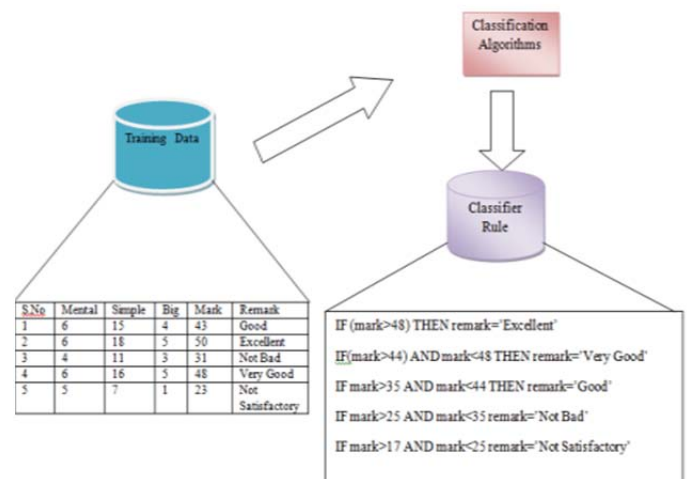 Classification
Algorithms
Training Data
Classifier
Rule
S.No Mental Simple Big Mark Remark
1 6 15 4 43 Good
2 6 18 5 50 Excellent
3 4 11 3 31 Not Bad
4 6 16 5 48 Very Good
5 5 7 1 23 Not
Satisfactory
IF (mark>48) THEN remark='Excellent'
IF(mark>44) AND mark<48 THEN remark='Very Good'
IF mark>35 AND mark<44 THEN remark='Good'
IF mark>25 AND mark<35 remark='Not Bad'
IF mark>17 AND mark<25 remark='Not Satisfactory'